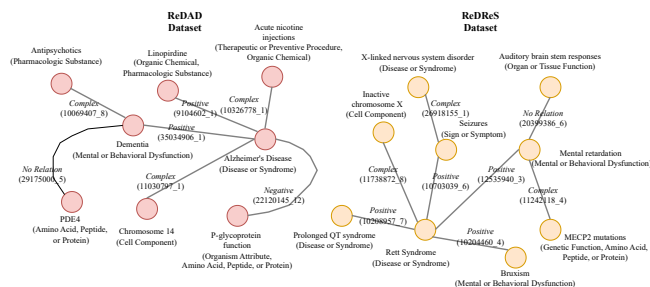 ReDAD
Dataset
Antipsychotics
(Pharmacologic Substance)
Linopirdine
(Organic Chemical,
Pharmacologic Substance)
Acute nicotine
injections
(Therapeutic or Preventive Procedure,
Organic Chemical)
Complex
(10069407_8)
Positive
(9104602_1)
Complex
(10326778_1)
Positive
(35034906_1)
Dementia
(Mental or Behavioral Dysfunction)
Alzheimer's Disease
(Disease or Syndrome)
No Relation
(29175000_5)
Complex
(11030797_1)
Negative
(22120145_12)
PDE4
(Amino Acid, Peptide,
or Protein)
Chromosome 14
(Cell Component)
P-glycoprotein
function
(Organism Attribute,
Amino Acid, Peptide, or Protein)
ReDReS
Dataset
X-linked nervous system disorder
(Disease or Syndrome)
Auditory brain stem responses
(Organ or Tissue Function)
Inactive
chromosome X
(Cell Component)
Complex
(26918155_1)
Seizures
(Sign or Symptom)
No Relation
(20399386_6)
Complex
(11738872_8)
Positive
(10703039_6)
Positive
(12535940_3)
Mental retardation
(Mental or Behavioral Dysfunction)
Complex
(11242118_4)
Positive
(10208957_7)
Prolonged QT syndrome
(Disease or Syndrome)
Rett Syndrome
(Disease or Syndrome)
Positive
(10204460_4)
MECP2 mutations
(Genetic Function, Amino Acid,
Peptide, or Protein)
Bruxism
(Mental or Behavioral Dysfunction)